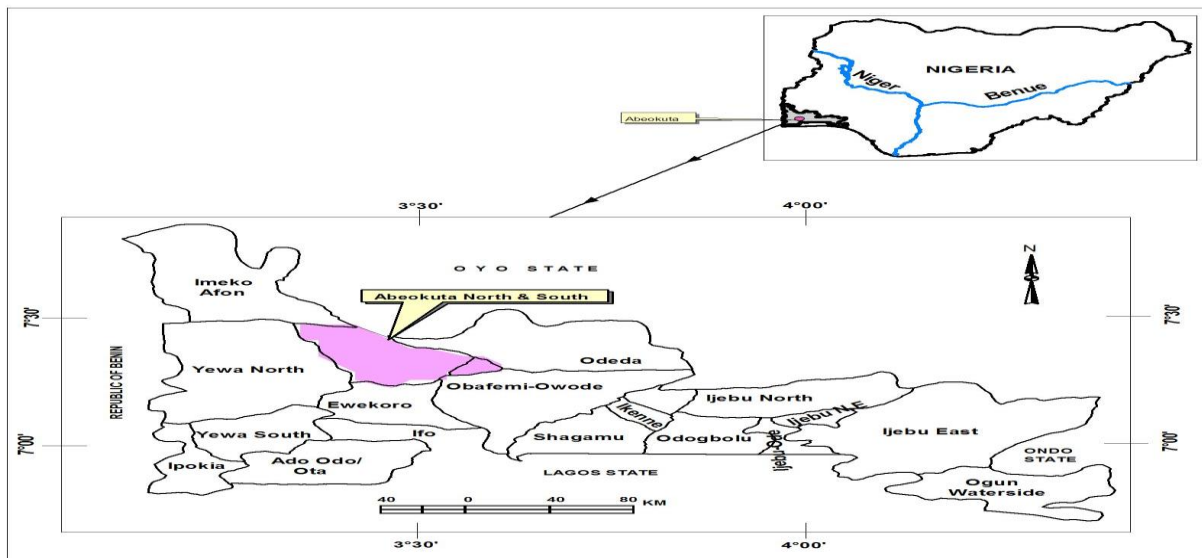 NIGERIA
Niger
Benue
Abeokuta
3°30'
4°00'
OYO STATE
Imeko
Afon
Abeokuta North & South
N
7°30'
7°30'
REPUBLIC OF BENIN
Yewa North
Odeda
Obafemi-Owode
Ewekoro
Ikenne
Ijebu North
Ijebu N.E
Yewa South
Ifo
Shagamu
Odogbolu
Ijebu-Ode
Ijebu East
7°00'
7°00'
Ipokia
Ado Odo/
Ota
LAGOS STATE
ONDO
STATE
Ogun
Waterside
40 0 40 80 KM
3°30'
4°00'